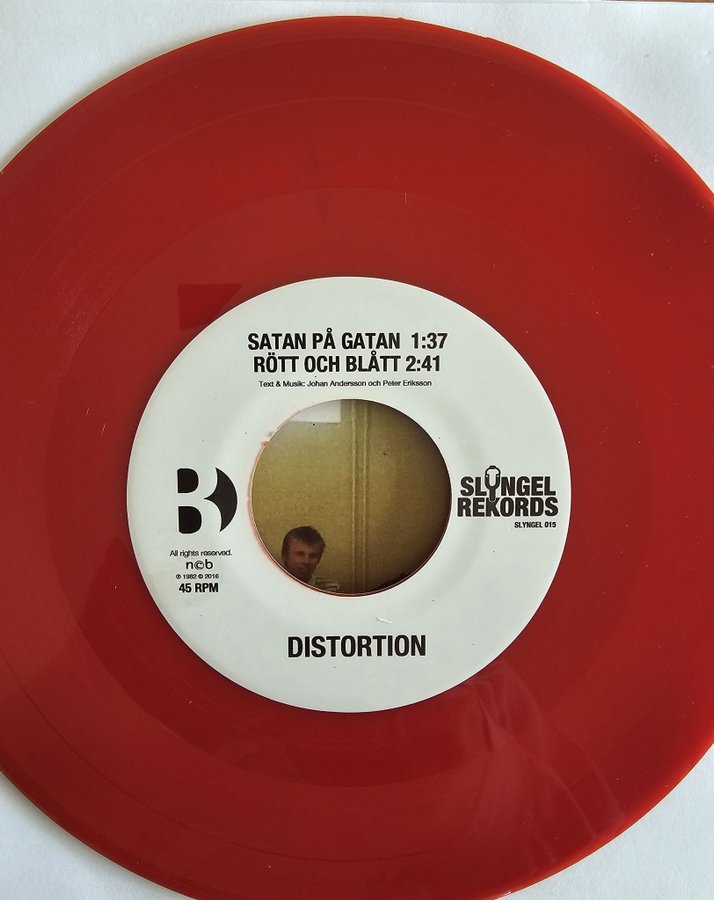 SATAN PÅ GATAN 1:37
RÖTT OCH BLÅTT 2:41
Text & Musik: Johan Andersson och Peter Eriksson
B
All rights reserved.
n©b
℗ 1982 © 2016
45 RPM
SLYNGEL
REKORDS
SLYNGEL 015
DISTORTION